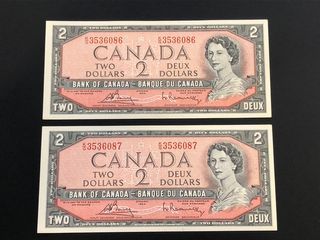 2 3536086 3536086 2
CANADA
TWO 2 DEUX
DOLLARS DOLLARS
BANK OF CANADA - BANQUE DU CANADA
TWO DEUX
2 3536087 3536087 2
CANADA
TWO 2 DEUX
DOLLARS DOLLARS
BANK OF CANADA - BANQUE DU CANADA
TWO DEUX